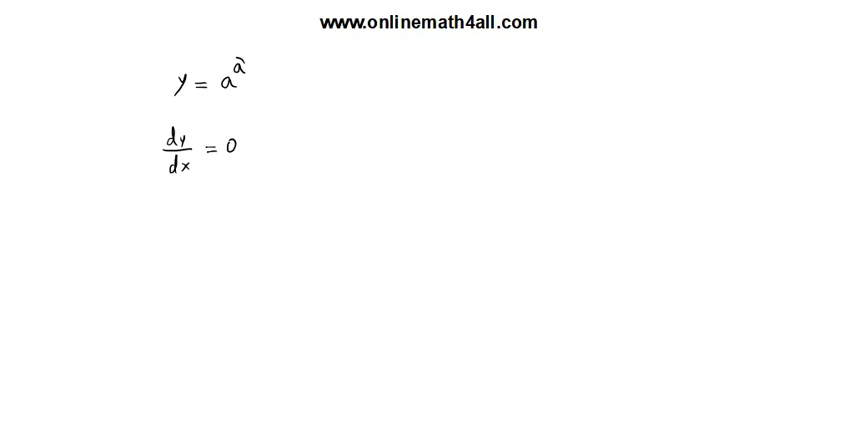 www.onlinemath4all.com
y = a^a
dy/dx = 0